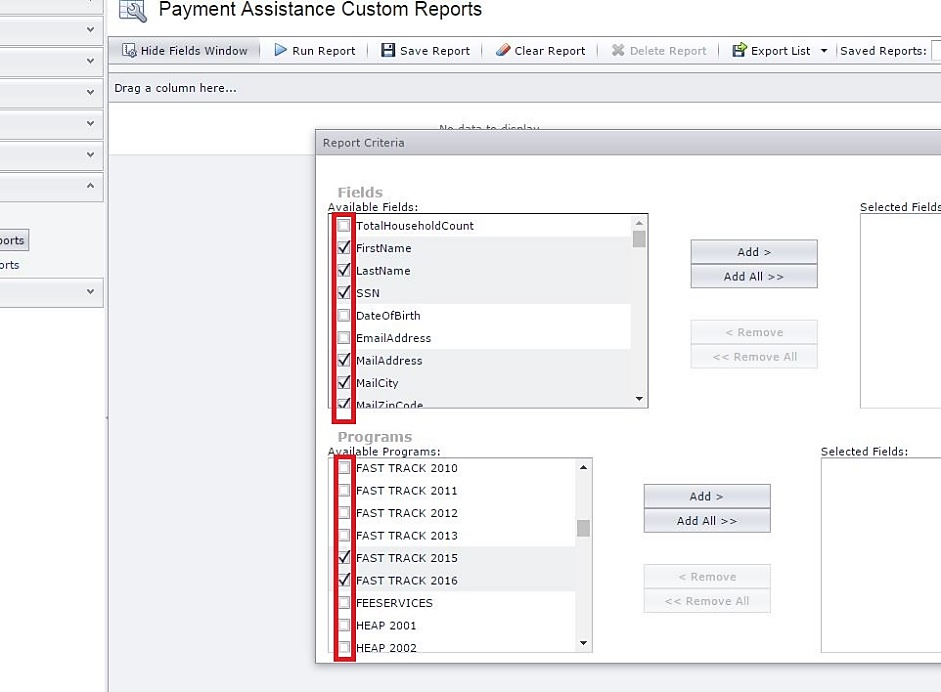 Payment Assistance Custom Reports
Hide Fields Window Run Report Save Report Clear Report Delete Report Export List Saved Reports:
Drag a column here...
No data to display
Report Criteria
Fields
Available Fields: Selected Fields
TotalHouseholdCount
FirstName
LastName
SSN
DateOfBirth
EmailAddress
MailAddress
MailCity
MailZipCode
Add >
Add All >>
< Remove
<< Remove All
orts
orts
Programs
Available Programs: Selected Fields:
FAST TRACK 2010
FAST TRACK 2011
FAST TRACK 2012
FAST TRACK 2013
FAST TRACK 2015
FAST TRACK 2016
FEESERVICES
HEAP 2001
HEAP 2002
Add >
Add All >>
< Remove
<< Remove All